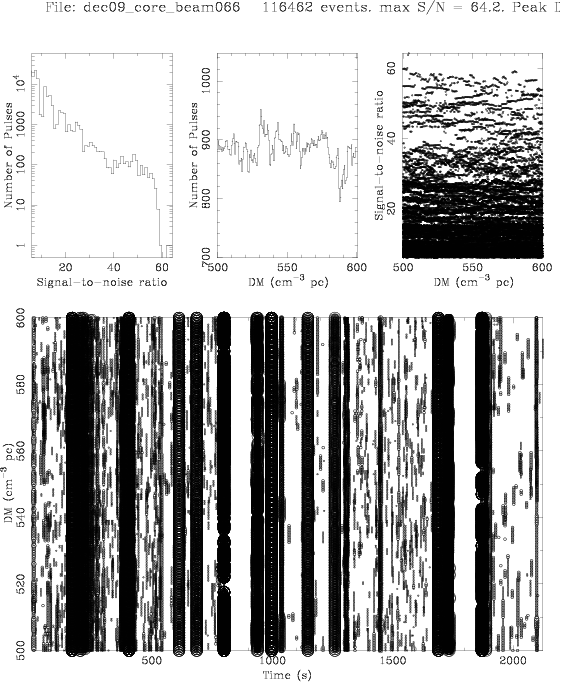 File: dec09_core_beam066 116462 events. max S/N = 64.2. Peak D
Number of Pulses
10⁴
1000
100
10
1
20 40 60
Signal-to-noise ratio
Number of Pulses
1000
900
800
700
500 550 600
DM (cm⁻³ pc)
Signal-to-noise ratio
60
40
20
500 550 600
DM (cm⁻³ pc)
DM (cm⁻³ pc)
600
580
560
540
520
500
500 1000 1500 2000
Time (s)